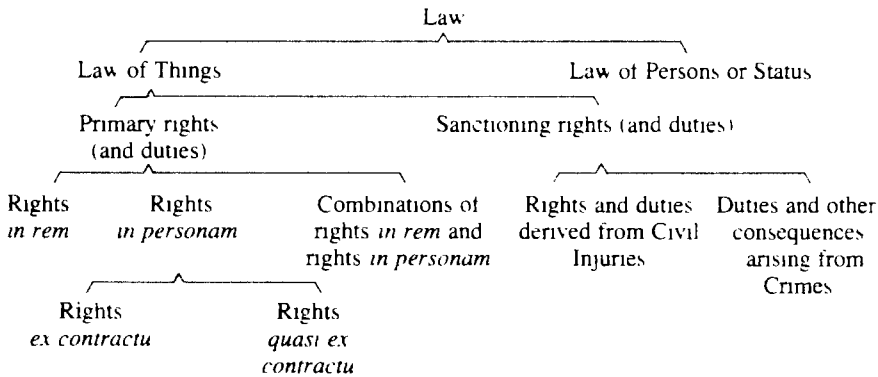 Law
Law of Things Law of Persons or Status
Primary rights Sanctioning rights (and duties)
(and duties)
Rights Rights Combinations of Rights and duties Duties and other
in rem in personam rights in rem and derived from Civil consequences
rights in personam Injuries arising from
Crimes
Rights Rights
ex contractu quasi ex
contractu